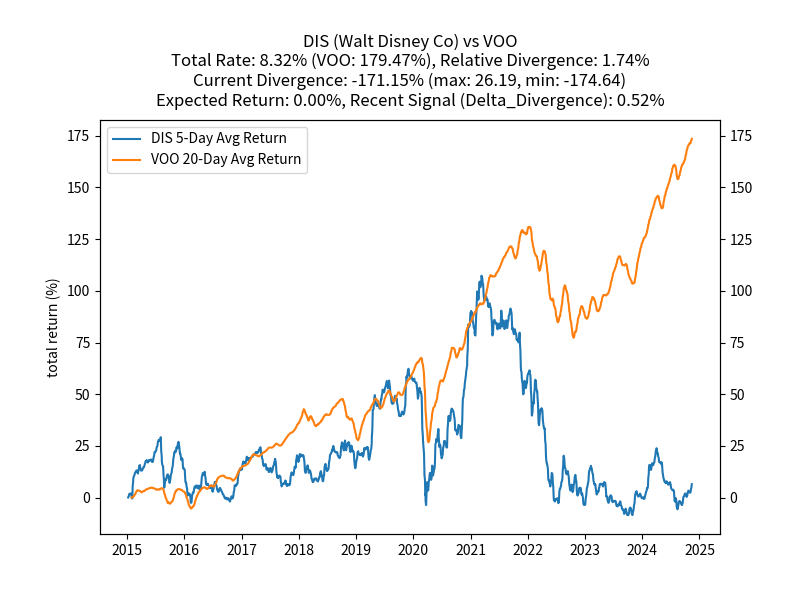 DIS (Walt Disney Co) vs VOO
Total Rate: 8.32% (VOO: 179.47%), Relative Divergence: 1.74%
Current Divergence: -171.15% (max: 26.19, min: -174.64)
Expected Return: 0.00%, Recent Signal (Delta_Divergence): 0.52%
DIS 5-Day Avg Return
VOO 20-Day Avg Return
total return (%)
175 175
150 150
125 125
100 100
75 75
50 50
25 25
0 0
2015 2016 2017 2018 2019 2020 2021 2022 2023 2024 2025